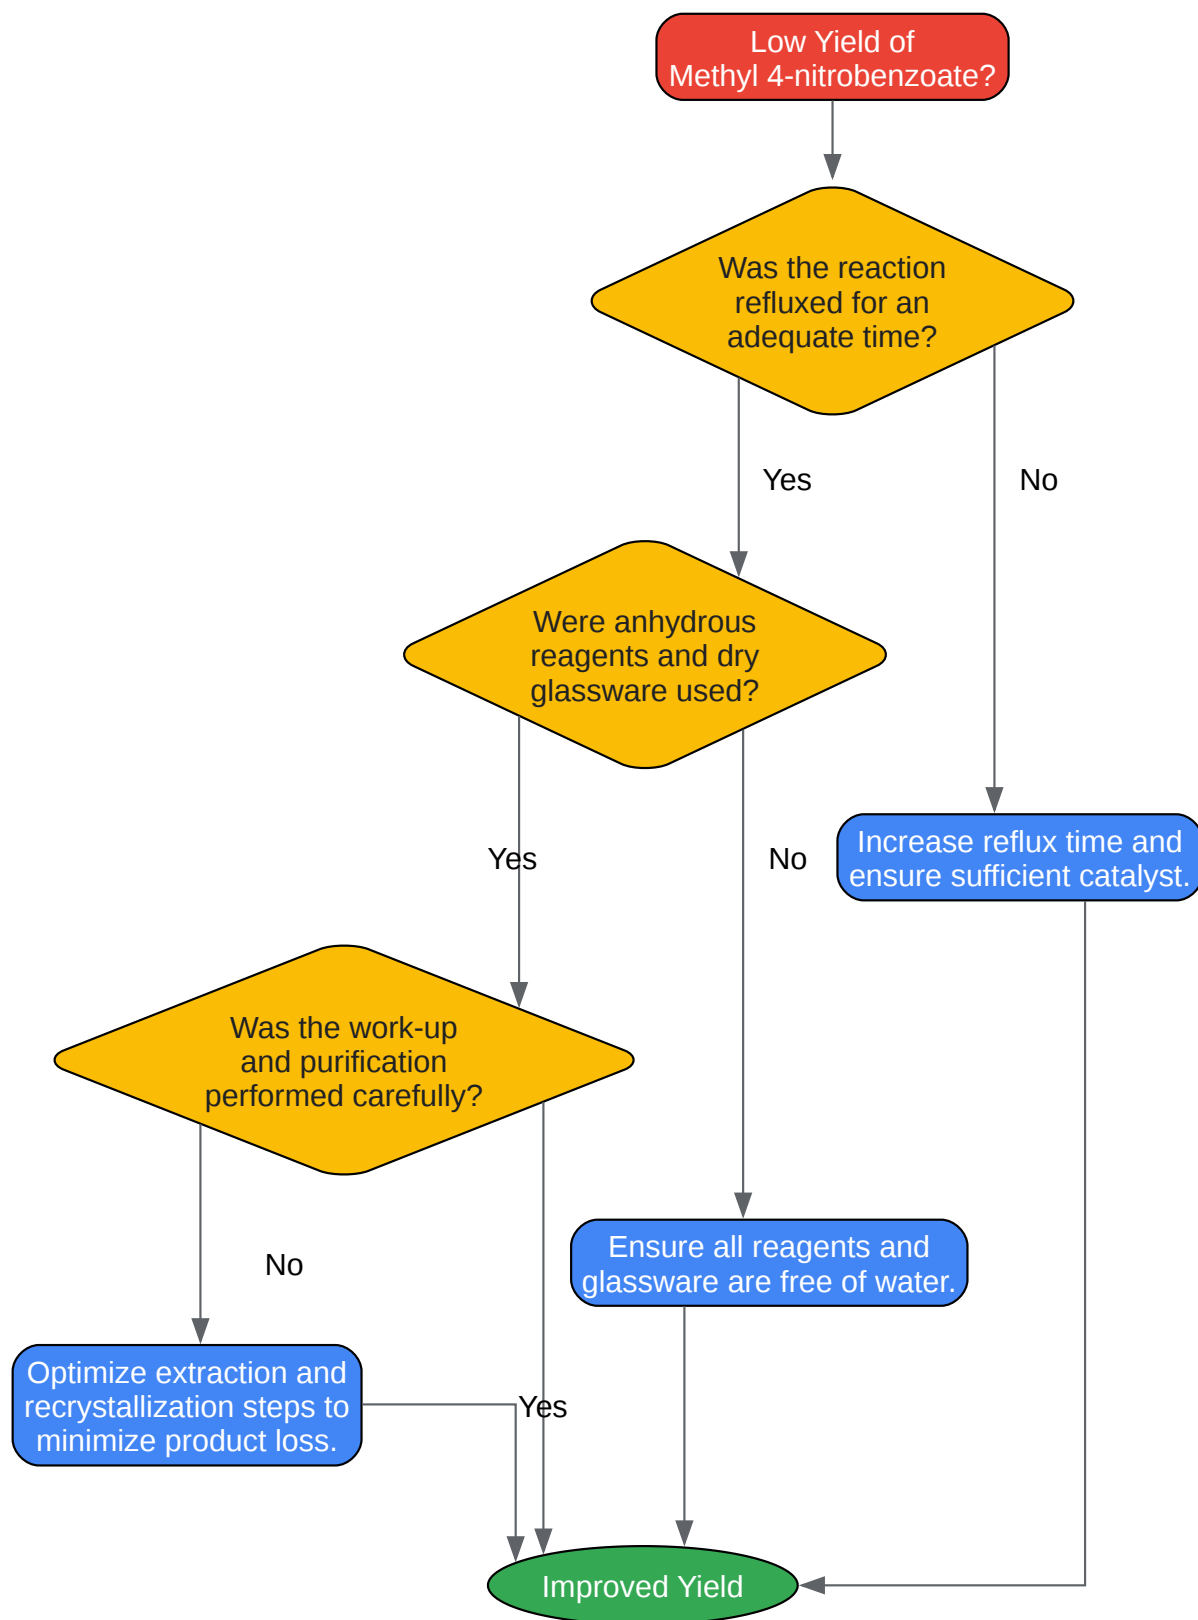 Low Yield of
Methyl 4-nitrobenzoate?
Was the reaction
refluxed for an
adequate time?
Yes
No
Were anhydrous
reagents and dry
glassware used?
Yes
No
Increase reflux time and
ensure sufficient catalyst.
Was the work-up
and purification
performed carefully?
No
Ensure all reagents and
glassware are free of water.
Optimize extraction and
recrystallization steps to
minimize product loss.
Yes
Improved Yield